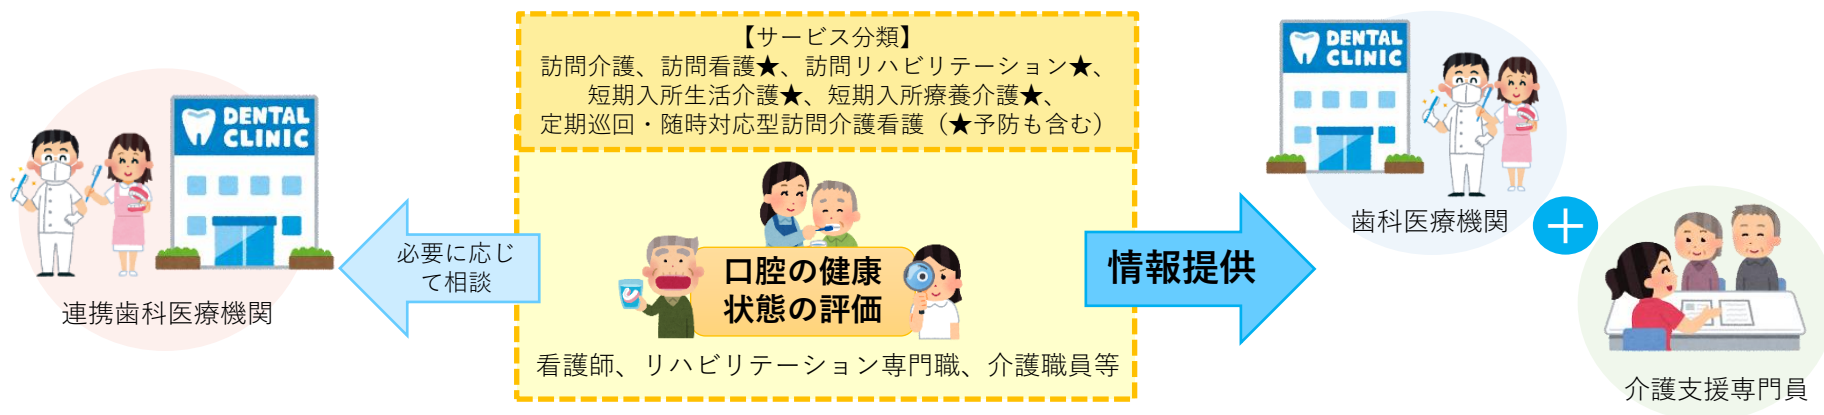 DENTAL
CLINIC
連携歯科医療機関
必要に応じ
て相談
【サービス分類】
訪問介護、訪問看護★、訪問リハビリテーション★、
短期入所生活介護★、短期入所療養介護★、
定期巡回・随時対応型訪問介護看護（★予防も含む）
口腔の健康
状態の評価
看護師、リハビリテーション専門職、介護職員等
情報提供
DENTAL
CLINIC
歯科医療機関
＋
介護支援専門員